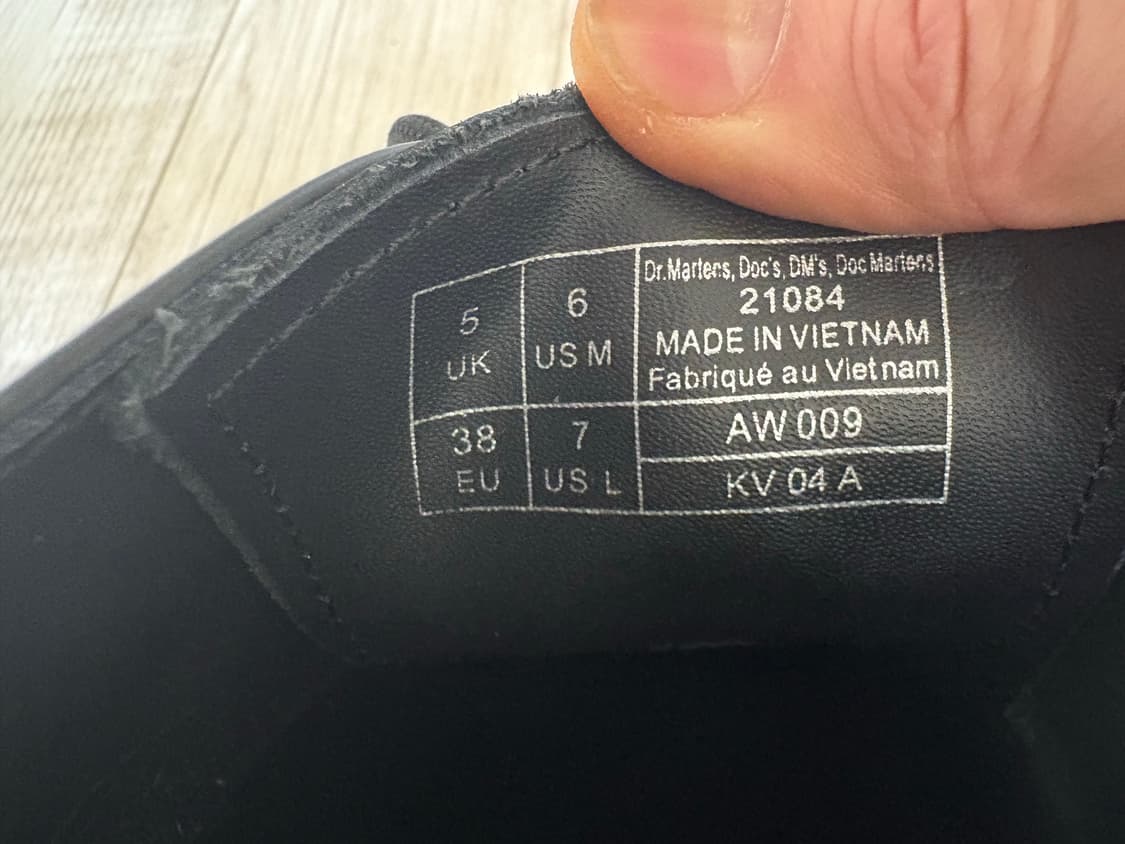 5
UK
6
US M
38
EU
7
US L
Dr.Martens, Doc's, DM's, Doc Martens
21084
MADE IN VIETNAM
Fabriqué au Vietnam
AW 009
KV 04 A